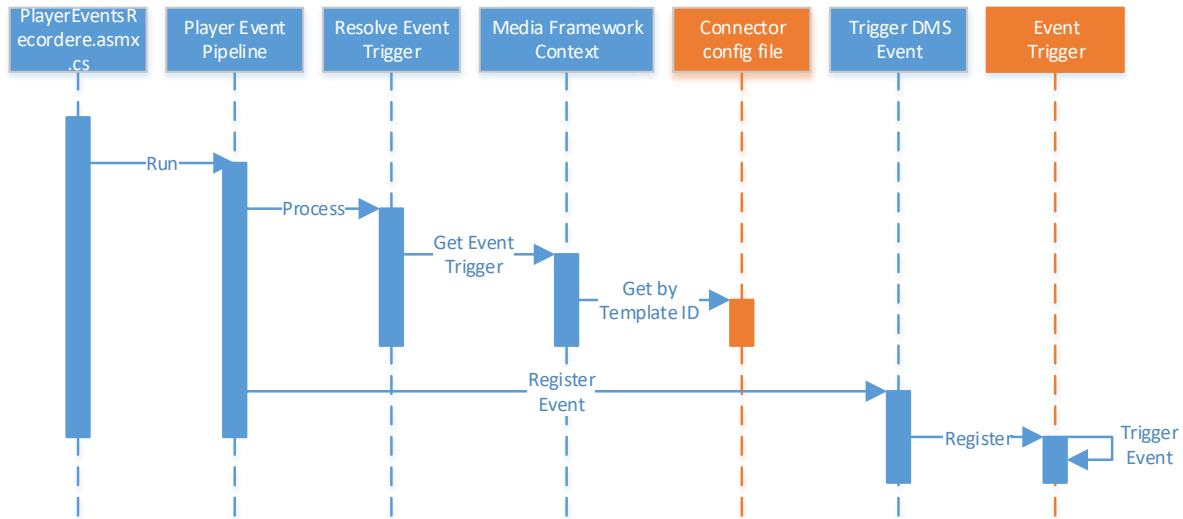 PlayerEventsR
ecordere.asmx
.cs
Player Event
Pipeline
Resolve Event
Trigger
Media Framework
Context
Connector
config file
Trigger DMS
Event
Event
Trigger
Run
Process
Get Event
Trigger
Get by
Template ID
Register
Event
Register
Trigger
Event